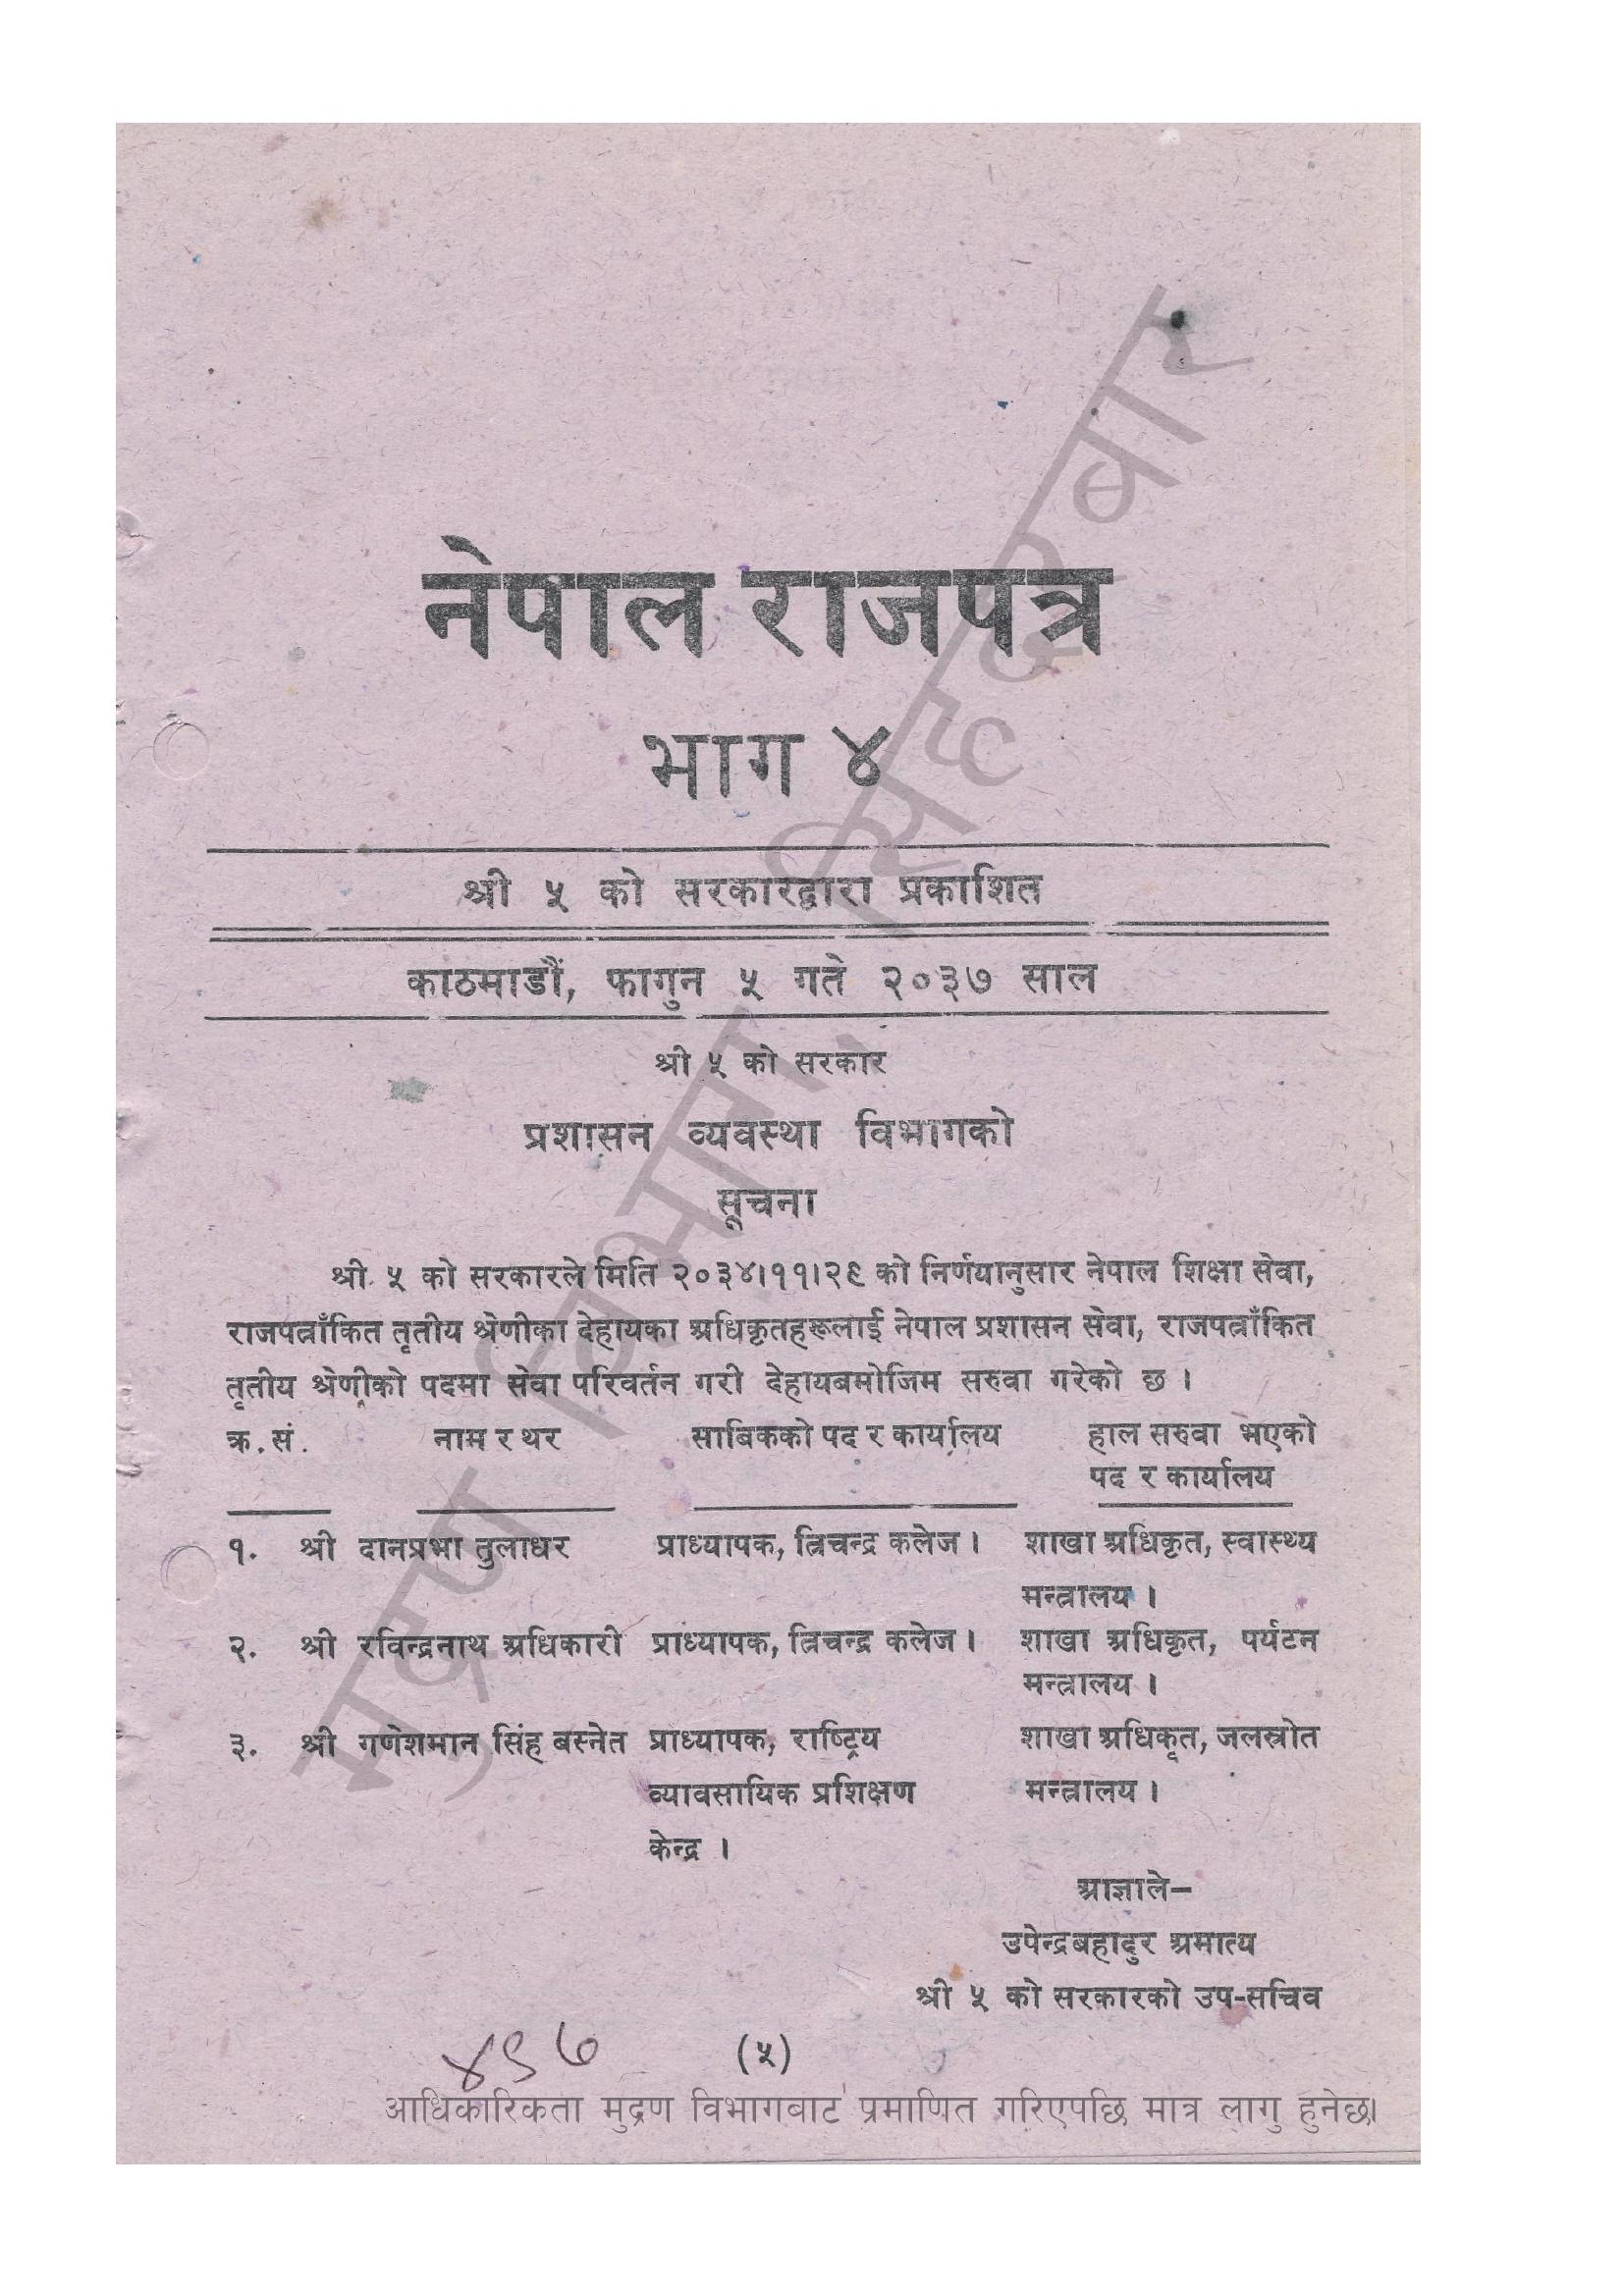 नेपाल राजपत्र
भाग ४
श्री ५ को सरकारद्वारा प्रकाशित
काठमाडौं, फागुन ५ गते २०३७ साल
श्री ५ को सरकार
प्रशासन व्यवस्था विभागको
सूचना
श्री ५ को सरकारले मिति २०३४।११।२९ को निर्णयानुसार नेपाल शिक्षा सेवा,
राजपत्राँकित तृतीय श्रेणीका देहायका अधिकृतहरूलाई नेपाल प्रशासन सेवा, राजपत्राँकित
तृतीय श्रेणीको पदमा सेवा परिवर्तन गरी देहायबमोजिम सरुवा गरेको छ ।
क्र.सं. नाम र थर साबिकको पद र कार्यालय हाल सरुवा भएको
पद र कार्यालय
१. श्री दानप्रभा तुलाधर प्राध्यापक, त्रिचन्द्र कलेज । शाखा अधिकृत, स्वास्थ्य
मन्त्रालय ।
२. श्री रविन्द्रनाथ अधिकारी प्राध्यापक, त्रिचन्द्र कलेज । शाखा अधिकृत, पर्यटन
मन्त्रालय ।
३. श्री गणेशमान सिंह बस्नेत प्राध्यापक, राष्ट्रिय शाखा अधिकृत, जलस्रोत
व्यावसायिक प्रशिक्षण मन्त्रालय ।
केन्द्र ।
आज्ञाले–
उपेन्द्रबहादुर अमात्य
श्री ५ को सरकारको उप-सचिव
४९७ (५)
आधिकारिकता मुद्रण विभागबाट प्रमाणित गरिएपछि मात्र लागु हुनेछ।
मुद्रण विभाग, सिंहदरबार